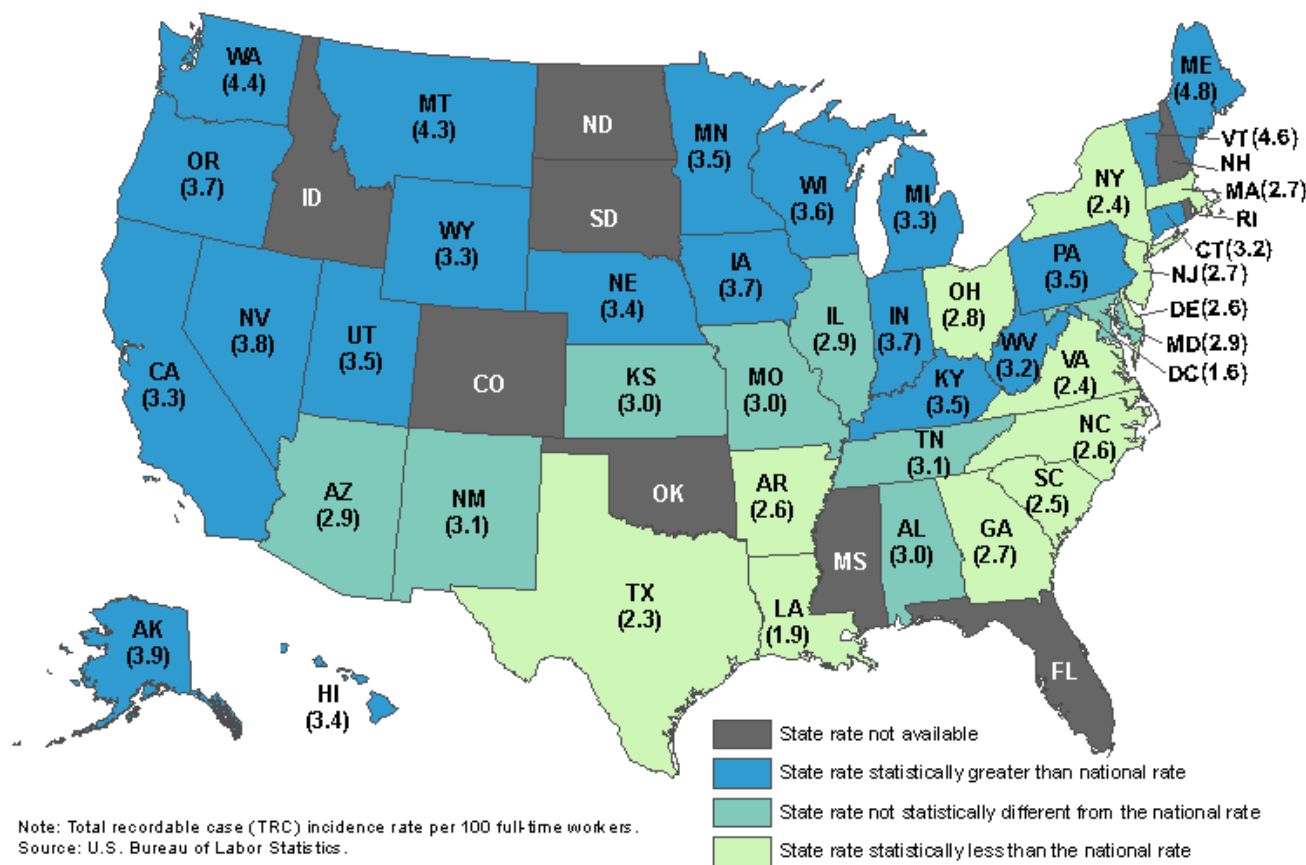 WA
(4.4)
MT
(4.3)
ND
MN
(3.5)
ME
(4.8)
VT(4.6)
NH
MA(2.7)
RI
CT(3.2)
NJ(2.7)
DE(2.6)
MD(2.9)
DC(1.6)
OR
(3.7)
ID
WY
(3.3)
SD
WI
(3.6)
MI
(3.3)
NY
(2.4)
PA
(3.5)
IA
(3.7)
NE
(3.4)
NV
(3.8)
UT
(3.5)
CA
(3.3)
CO
KS
(3.0)
MO
(3.0)
IL
(2.9)
IN
(3.7)
OH
(2.8)
WV
(3.2)
KY
(3.5)
VA
(2.4)
NC
(2.6)
TN
(3.1)
SC
(2.5)
AZ
(2.9)
NM
(3.1)
OK
AR
(2.6)
MS
AL
(3.0)
GA
(2.7)
TX
(2.3)
LA
(1.9)
FL
AK
(3.9)
HI
(3.4)
State rate not available
State rate statistically greater than national rate
State rate not statistically different from the national rate
State rate statistically less than the national rate
Note: Total recordable case (TRC) incidence rate per 100 full-time workers.
Source: U.S. Bureau of Labor Statistics.